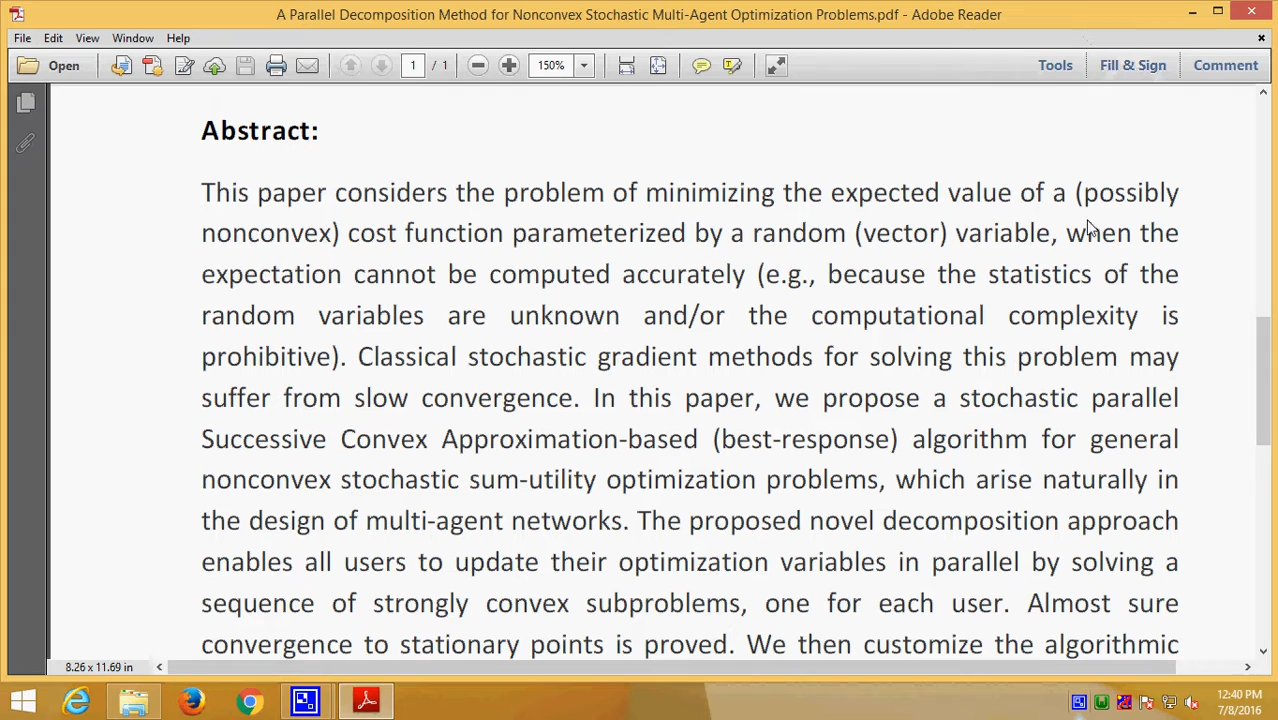 A Parallel Decomposition Method for Nonconvex Stochastic Multi-Agent Optimization Problems.pdf - Adobe Reader
File Edit View Window Help
Open 1 / 1 150% Tools Fill & Sign Comment
Abstract:
This paper considers the problem of minimizing the expected value of a (possibly
nonconvex) cost function parameterized by a random (vector) variable, when the
expectation cannot be computed accurately (e.g., because the statistics of the
random variables are unknown and/or the computational complexity is
prohibitive). Classical stochastic gradient methods for solving this problem may
suffer from slow convergence. In this paper, we propose a stochastic parallel
Successive Convex Approximation-based (best-response) algorithm for general
nonconvex stochastic sum-utility optimization problems, which arise naturally in
the design of multi-agent networks. The proposed novel decomposition approach
enables all users to update their optimization variables in parallel by solving a
sequence of strongly convex subproblems, one for each user. Almost sure
convergence to stationary points is proved. We then customize the algorithmic
8.26 x 11.69 in
12:40 PM
7/8/2016